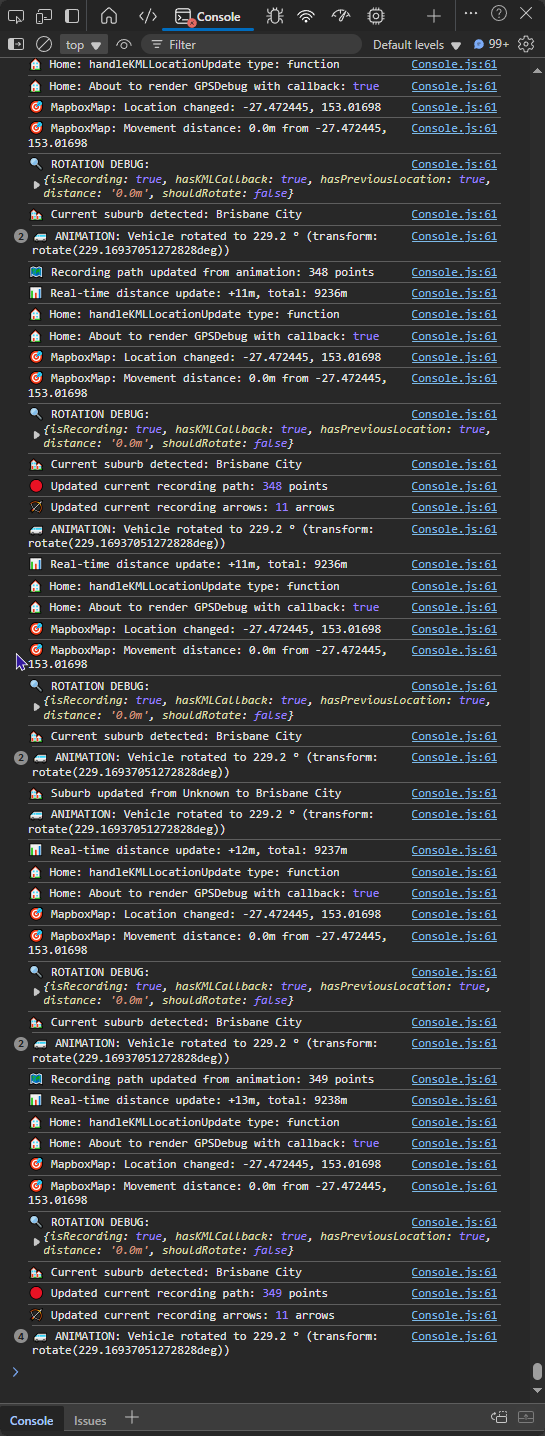 Console
top
Filter
Default levels
99+
Home: handleKMLLocationUpdate type: function Console.js:61
Home: About to render GPSDebug with callback: true Console.js:61
MapboxMap: Location changed: -27.472445, 153.01698 Console.js:61
MapboxMap: Movement distance: 0.0m from -27.472445, Console.js:61
153.01698
ROTATION DEBUG: Console.js:61
{isRecording: true, hasKMLCallback: true, hasPreviousLocation: true,
distance: '0.0m', shouldRotate: false}
Current suburb detected: Brisbane City Console.js:61
2 ANIMATION: Vehicle rotated to 229.2 ° (transform: Console.js:61
rotate(229.16937051272828deg))
Recording path updated from animation: 348 points Console.js:61
Real-time distance update: +11m, total: 9236m Console.js:61
Home: handleKMLLocationUpdate type: function Console.js:61
Home: About to render GPSDebug with callback: true Console.js:61
MapboxMap: Location changed: -27.472445, 153.01698 Console.js:61
MapboxMap: Movement distance: 0.0m from -27.472445, Console.js:61
153.01698
ROTATION DEBUG: Console.js:61
{isRecording: true, hasKMLCallback: true, hasPreviousLocation: true,
distance: '0.0m', shouldRotate: false}
Current suburb detected: Brisbane City Console.js:61
Updated current recording path: 348 points Console.js:61
Updated current recording arrows: 11 arrows Console.js:61
ANIMATION: Vehicle rotated to 229.2 ° (transform: Console.js:61
rotate(229.16937051272828deg))
Real-time distance update: +11m, total: 9236m Console.js:61
Home: handleKMLLocationUpdate type: function Console.js:61
Home: About to render GPSDebug with callback: true Console.js:61
MapboxMap: Location changed: -27.472445, 153.01698 Console.js:61
MapboxMap: Movement distance: 0.0m from -27.472445, Console.js:61
153.01698
ROTATION DEBUG: Console.js:61
{isRecording: true, hasKMLCallback: true, hasPreviousLocation: true,
distance: '0.0m', shouldRotate: false}
Current suburb detected: Brisbane City Console.js:61
2 ANIMATION: Vehicle rotated to 229.2 ° (transform: Console.js:61
rotate(229.16937051272828deg))
Suburb updated from Unknown to Brisbane City Console.js:61
ANIMATION: Vehicle rotated to 229.2 ° (transform: Console.js:61
rotate(229.16937051272828deg))
Real-time distance update: +12m, total: 9237m Console.js:61
Home: handleKMLLocationUpdate type: function Console.js:61
Home: About to render GPSDebug with callback: true Console.js:61
MapboxMap: Location changed: -27.472445, 153.01698 Console.js:61
MapboxMap: Movement distance: 0.0m from -27.472445, Console.js:61
153.01698
ROTATION DEBUG: Console.js:61
{isRecording: true, hasKMLCallback: true, hasPreviousLocation: true,
distance: '0.0m', shouldRotate: false}
Current suburb detected: Brisbane City Console.js:61
2 ANIMATION: Vehicle rotated to 229.2 ° (transform: Console.js:61
rotate(229.16937051272828deg))
Recording path updated from animation: 349 points Console.js:61
Real-time distance update: +13m, total: 9238m Console.js:61
Home: handleKMLLocationUpdate type: function Console.js:61
Home: About to render GPSDebug with callback: true Console.js:61
MapboxMap: Location changed: -27.472445, 153.01698 Console.js:61
MapboxMap: Movement distance: 0.0m from -27.472445, Console.js:61
153.01698
ROTATION DEBUG: Console.js:61
{isRecording: true, hasKMLCallback: true, hasPreviousLocation: true,
distance: '0.0m', shouldRotate: false}
Current suburb detected: Brisbane City Console.js:61
Updated current recording path: 349 points Console.js:61
Updated current recording arrows: 11 arrows Console.js:61
4 ANIMATION: Vehicle rotated to 229.2 ° (transform: Console.js:61
rotate(229.16937051272828deg))
Console
Issues